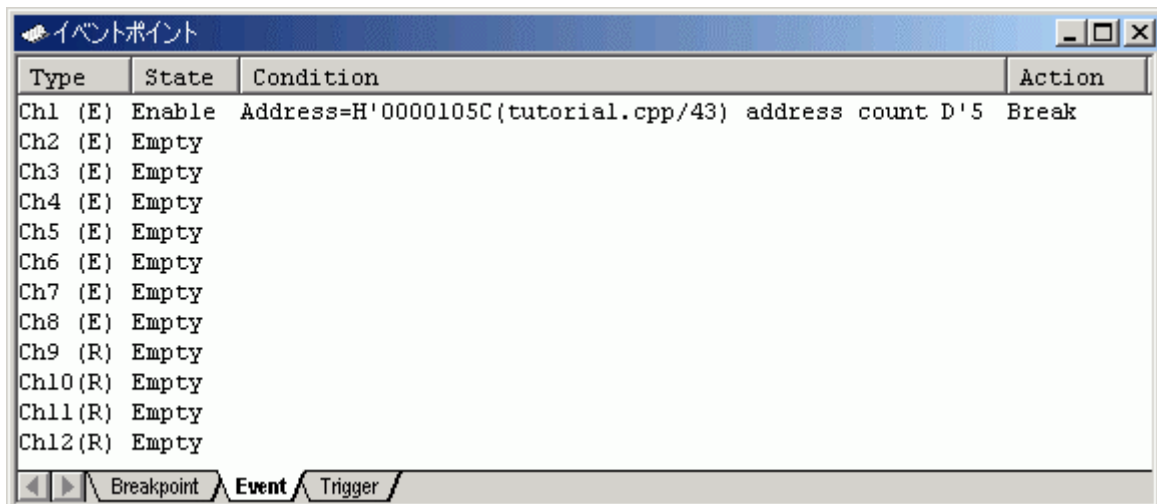 イベントポイント
Type State Condition Action
Ch1 (E) Enable Address=H'0000105C(tutorial.cpp/43) address count D'5 Break
Ch2 (E) Empty
Ch3 (E) Empty
Ch4 (E) Empty
Ch5 (E) Empty
Ch6 (E) Empty
Ch7 (E) Empty
Ch8 (E) Empty
Ch9 (R) Empty
Ch10(R) Empty
Ch11(R) Empty
Ch12(R) Empty
Breakpoint Event Trigger